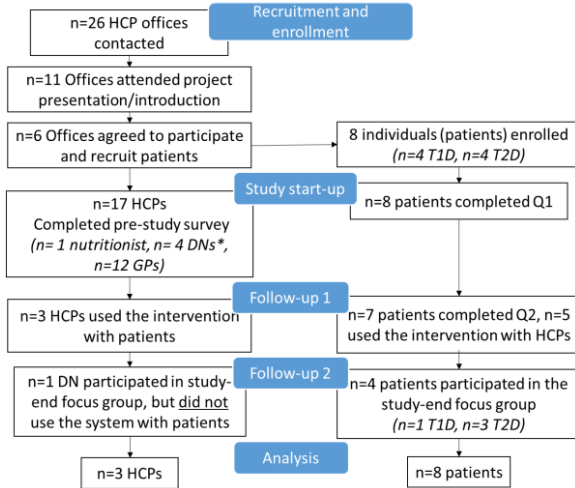 n=26 HCP offices
contacted
Recruitment and
enrollment
n=11 Offices attended project
presentation/introduction
n=6 Offices agreed to participate
and recruit patients
8 individuals (patients) enrolled
(n=4 T1D, n=4 T2D)
Study start-up
n=17 HCPs
Completed pre-study survey
(n= 1 nutritionist, n= 4 DNs*,
n=12 GPs)
n=8 patients completed Q1
Follow-up 1
n=3 HCPs used the intervention
with patients
n=7 patients completed Q2, n=5
used the intervention with HCPs
Follow-up 2
n=1 DN participated in study-
end focus group, but did not
use the system with patients
n=4 patients participated in the
study-end focus group
(n=1 T1D, n=3 T2D)
Analysis
n=3 HCPs
n=8 patients